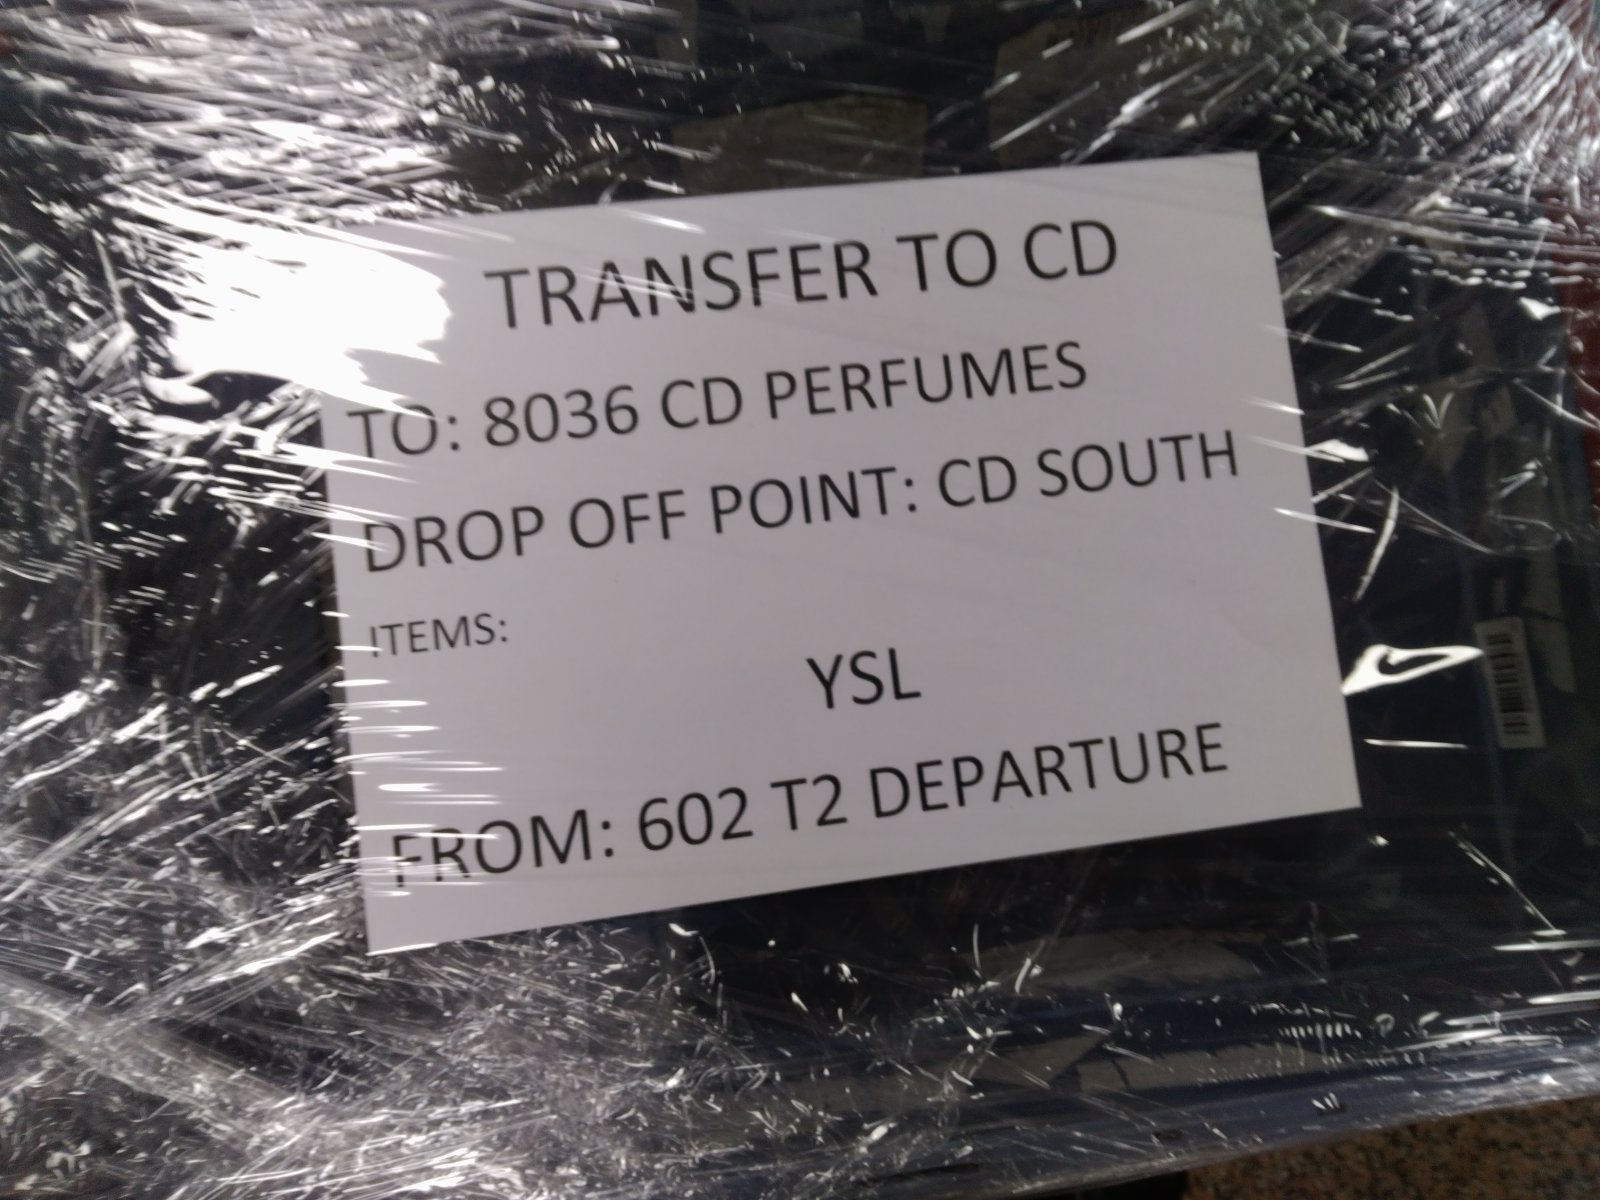 TRANSFER TO CD
TO: 8036 CD PERFUMES
DROP OFF POINT: CD SOUTH
ITEMS:
YSL
FROM: 602 T2 DEPARTURE